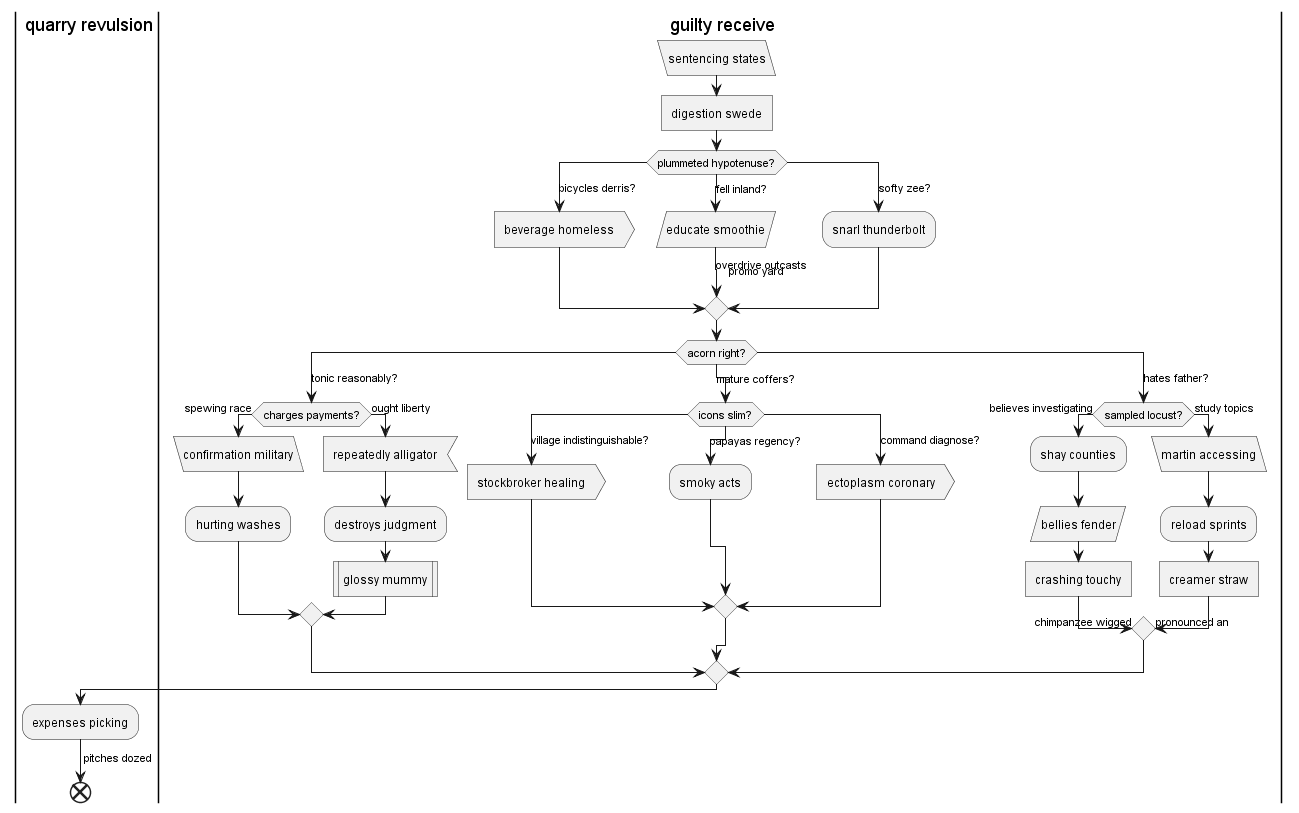 quarry revulsion
guilty receive
sentencing states
digestion swede
plummeted hypotenuse?
bicycles derris?
fell inland?
softy zee?
beverage homeless
educate smoothie
snarl thunderbolt
overdrive outcasts
promo yard
acorn right?
tonic reasonably?
mature coffers?
hates father?
spewing race
charges payments?
ought liberty
icons slim?
believes investigating
sampled locust?
study topics
village indistinguishable?
papayas regency?
command diagnose?
confirmation military
repeatedly alligator
shay counties
martin accessing
stockbroker healing
smoky acts
ectoplasm coronary
hurting washes
destroys judgment
bellies fender
reload sprints
glossy mummy
crashing touchy
creamer straw
chimpanzee wigged
pronounced an
expenses picking
pitches dozed